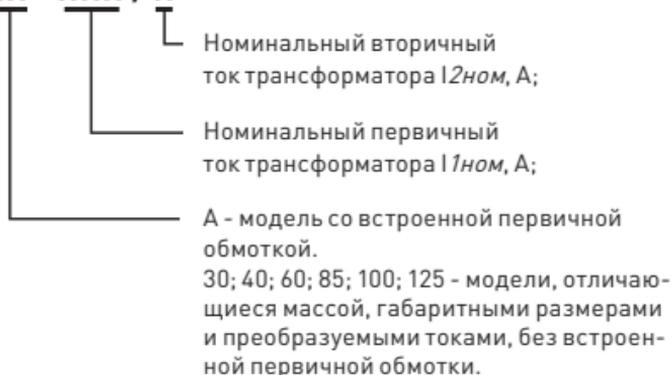 Номинальный вторичный
ток трансформатора I2ном, А;
Номинальный первичный
ток трансформатора I1ном, А;
А - модель со встроенной первичной
обмоткой.
30; 40; 60; 85; 100; 125 - модели, отличаю-
щиеся массой, габаритными размерами
и преобразуемыми токами, без встроен-
ной первичной обмотки.